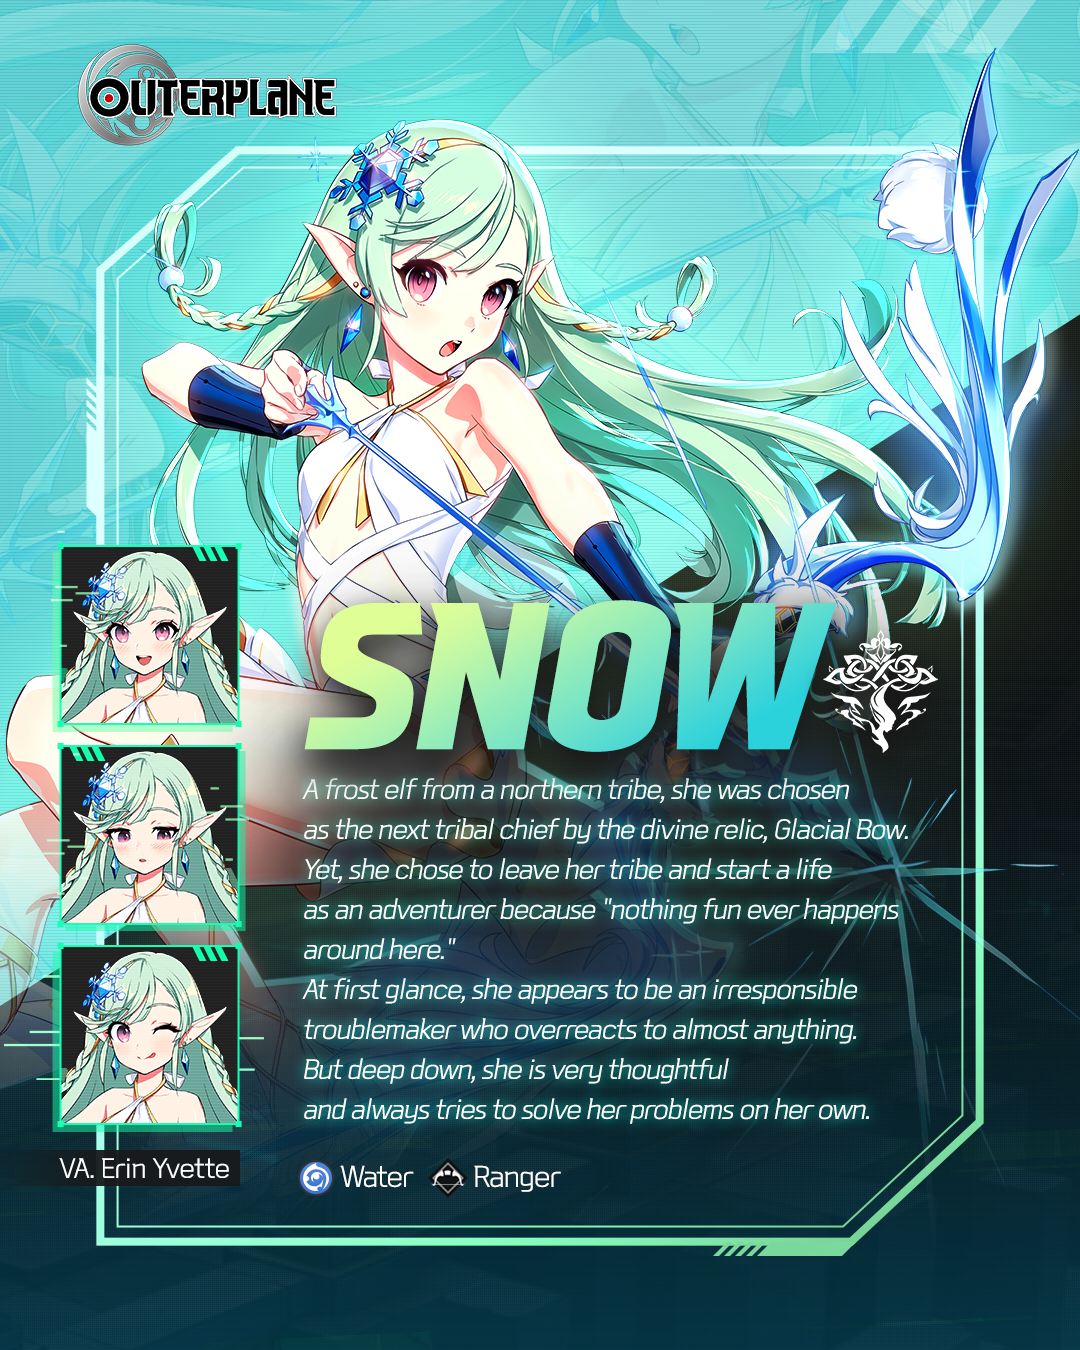 OUTERPLANE
SNOW
A frost elf from a northern tribe, she was chosen
as the next tribal chief by the divine relic, Glacial Bow.
Yet, she chose to leave her tribe and start a life
as an adventurer because "nothing fun ever happens
around here."
At first glance, she appears to be an irresponsible
troublemaker who overreacts to almost anything.
But deep down, she is very thoughtful
and always tries to solve her problems on her own.
VA. Erin Yvette
Water Ranger